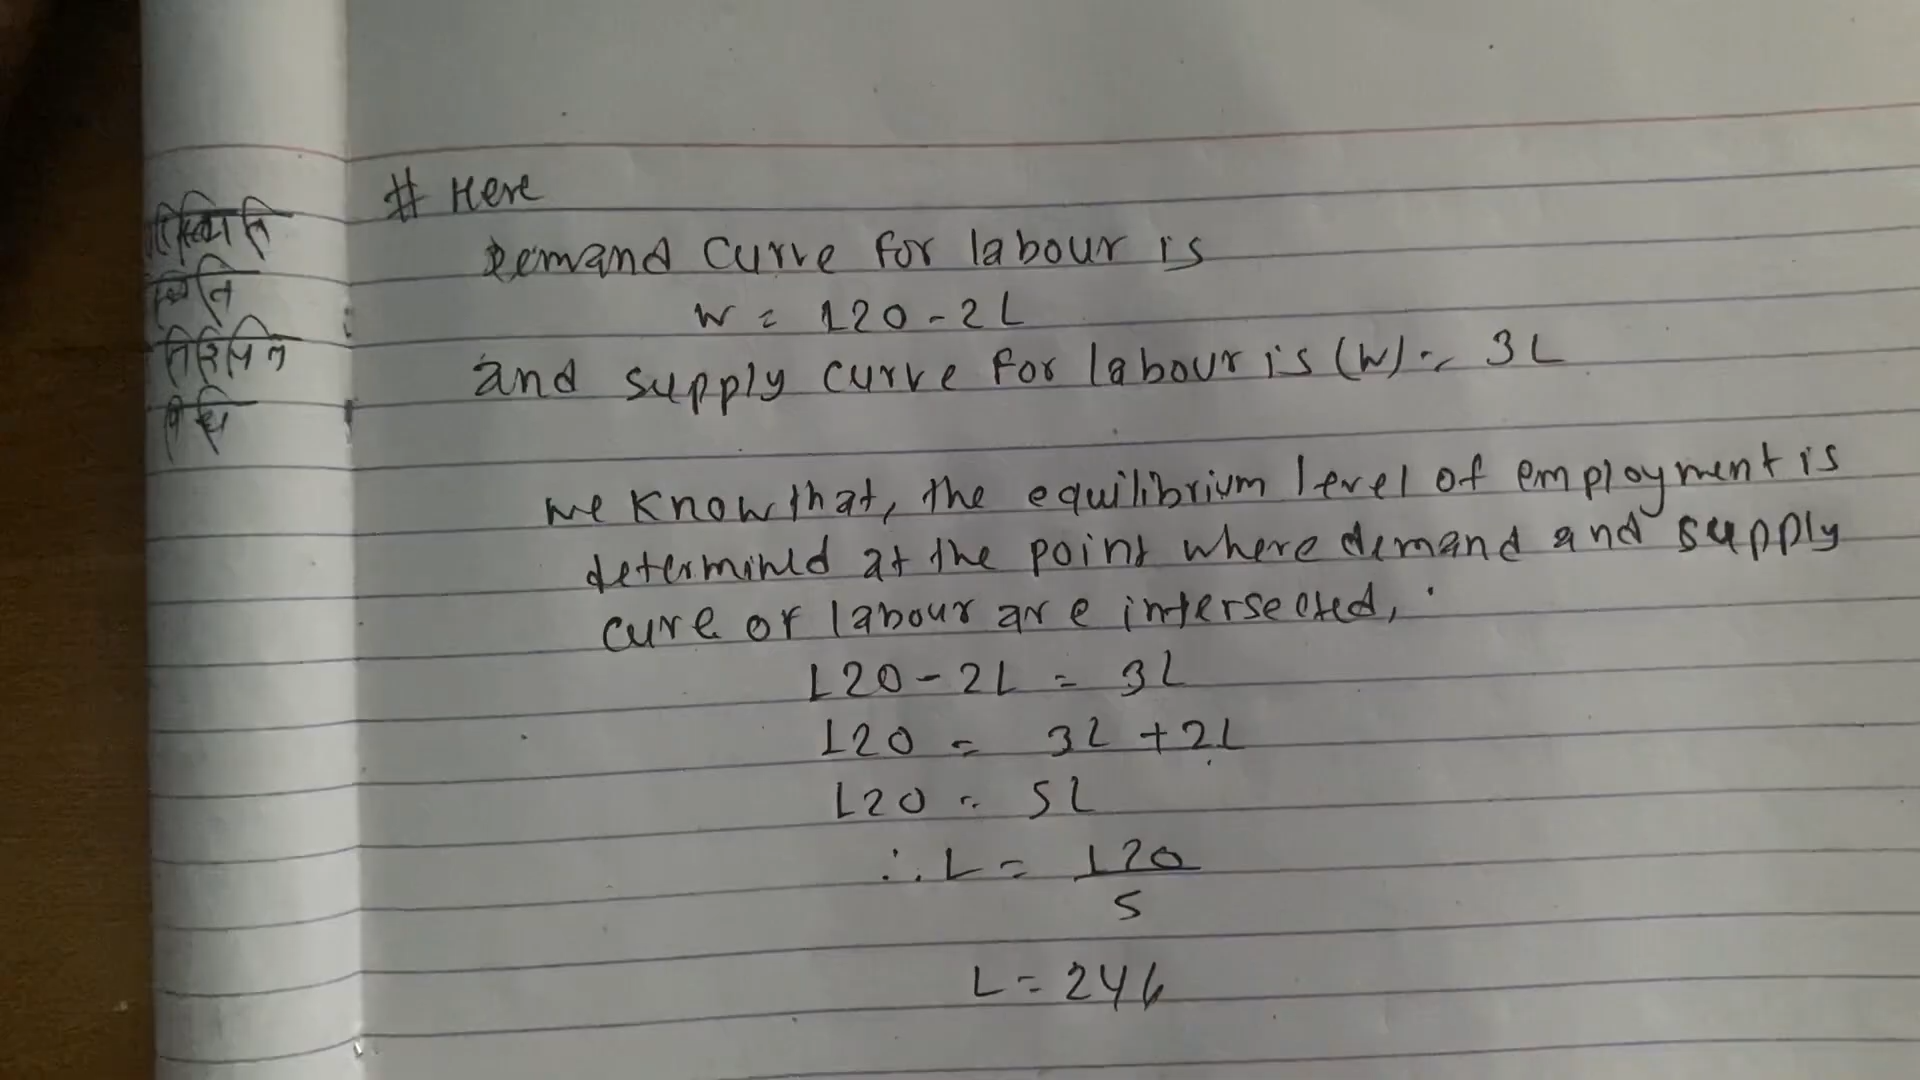 # Here
Demand Curve for labour is
W = 120 - 2L
and supply curve for labour is (W) = 3L
we know that, the equilibrium level of employment is
determined at the point where demand and supply
cure of labour are intersected,
120 - 2L = 3L
120 = 3L + 2L
120 = 5L
∴ L = 120/5
L = 24